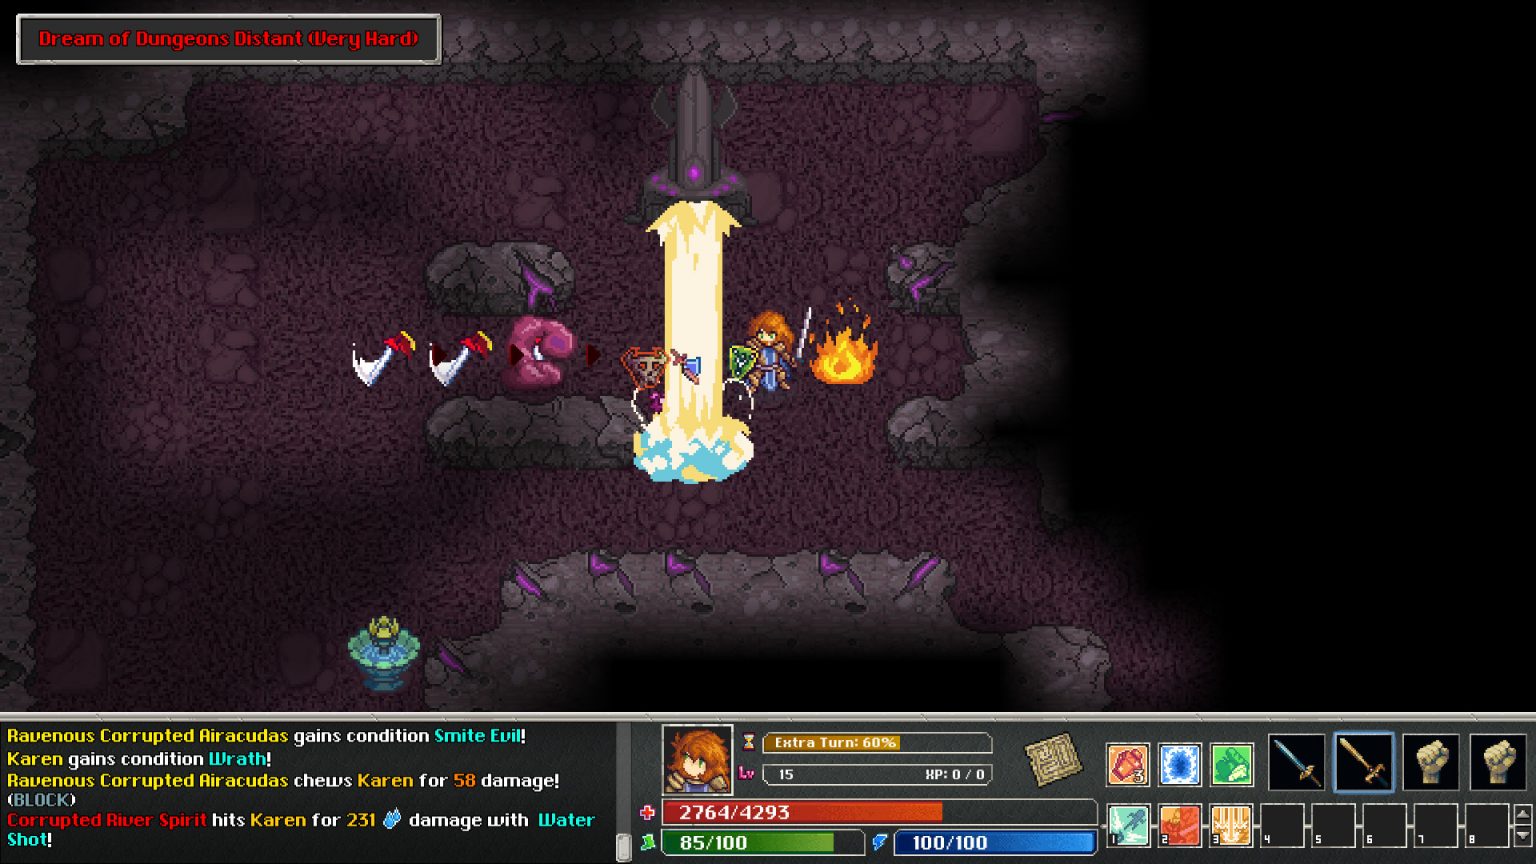 Dream of Dungeons Distant (Very Hard)
Ravenous Corrupted Airacudas gains condition Smite Evil!
Karen gains condition Wrath!
Ravenous Corrupted Airacudas chews Karen for 58 damage!
(BLOCK)
Corrupted River Spirit hits Karen for 231 damage with Water
Shot!
Extra Turn: 60%
Lv 15 XP: 0 / 0
2764/4293
85/100 100/100
3
1 2 3 4 5 6 7 8